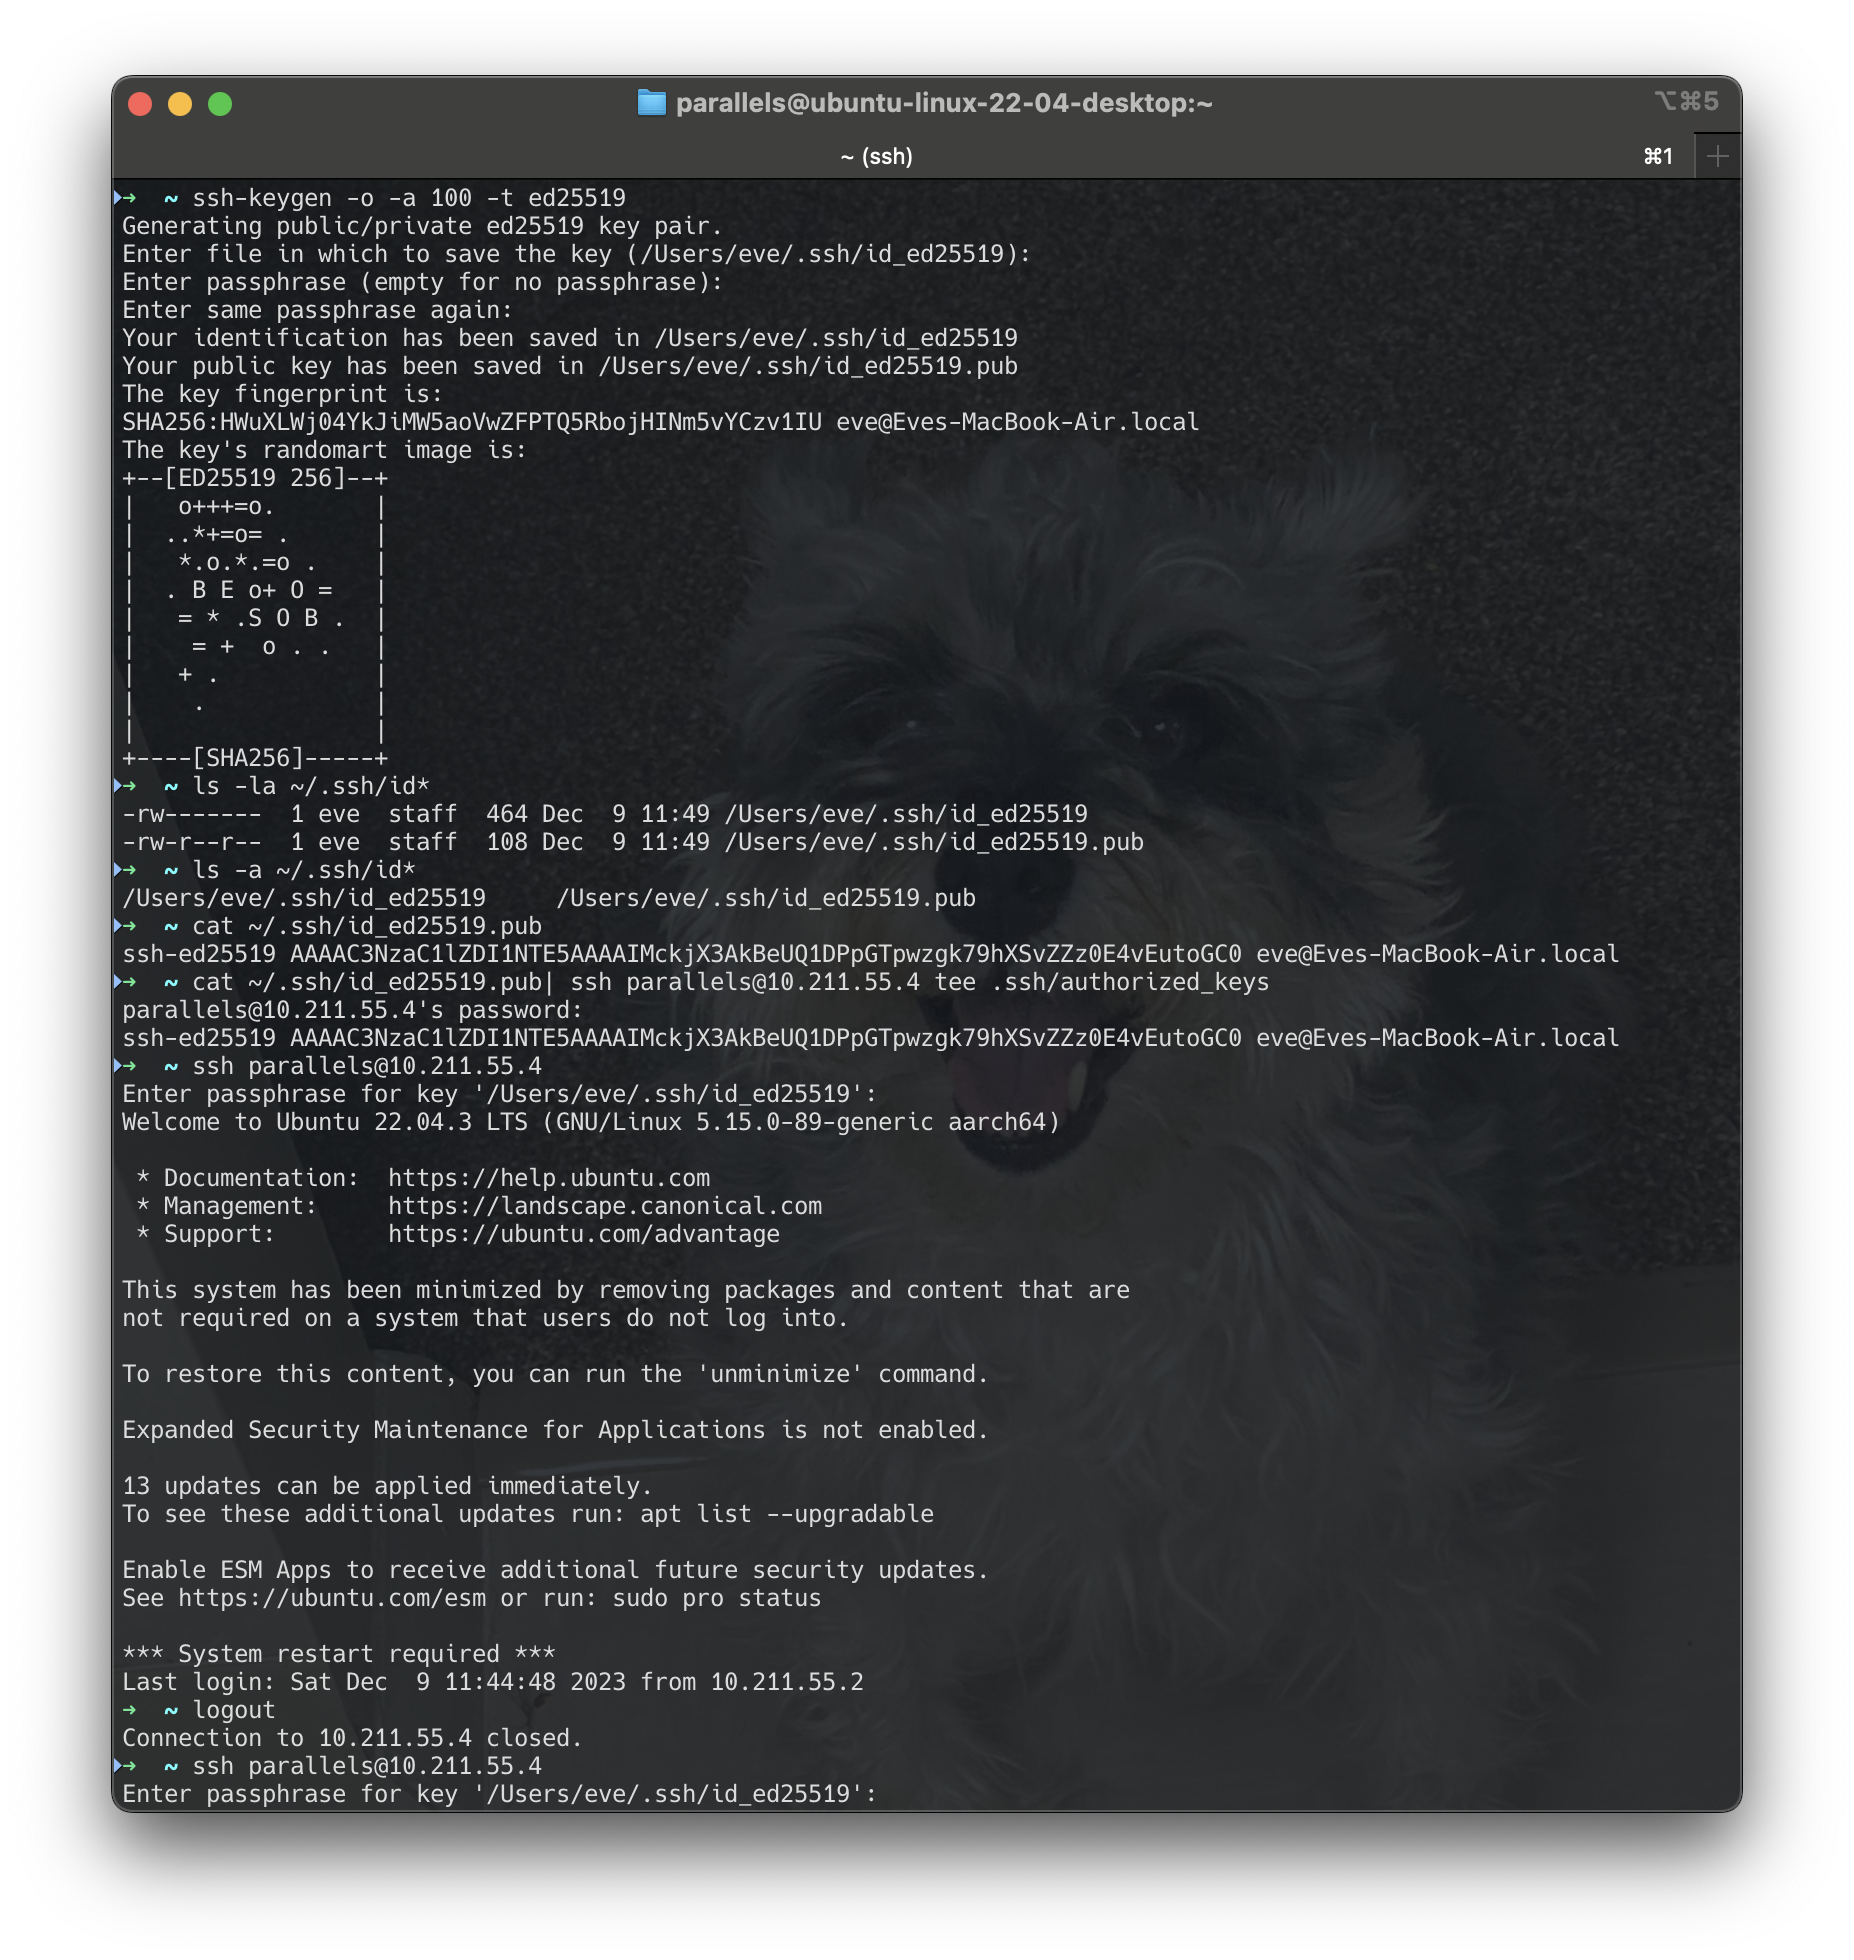 parallels@ubuntu-linux-22-04-desktop:~
⌥⌘5
~ (ssh)
⌘1
➜  ~ ssh-keygen -o -a 100 -t ed25519
Generating public/private ed25519 key pair.
Enter file in which to save the key (/Users/eve/.ssh/id_ed25519):
Enter passphrase (empty for no passphrase):
Enter same passphrase again:
Your identification has been saved in /Users/eve/.ssh/id_ed25519
Your public key has been saved in /Users/eve/.ssh/id_ed25519.pub
The key fingerprint is:
SHA256:HWuXLWj04YkJiMW5aoVwZFPTQ5RbojHINm5vYCzv1IU eve@Eves-MacBook-Air.local
The key's randomart image is:
+--[ED25519 256]--+
|   o+++=o.       |
|  ..*+=o= .      |
|   *.o.*.=o .    |
|  . B E o+ O =   |
|   = * .S O B .  |
|    = +  o . .   |
|   + .           |
|    .            |
|                 |
+----[SHA256]-----+
➜  ~ ls -la ~/.ssh/id*
-rw-------  1 eve  staff  464 Dec  9 11:49 /Users/eve/.ssh/id_ed25519
-rw-r--r--  1 eve  staff  108 Dec  9 11:49 /Users/eve/.ssh/id_ed25519.pub
➜  ~ ls -a ~/.ssh/id*
/Users/eve/.ssh/id_ed25519     /Users/eve/.ssh/id_ed25519.pub
➜  ~ cat ~/.ssh/id_ed25519.pub
ssh-ed25519 AAAAC3NzaC1lZDI1NTE5AAAAIMckjX3AkBeUQ1DPpGTpwzgk79hXSvZZz0E4vEutoGC0 eve@Eves-MacBook-Air.local
➜  ~ cat ~/.ssh/id_ed25519.pub| ssh parallels@10.211.55.4 tee .ssh/authorized_keys
parallels@10.211.55.4's password:
ssh-ed25519 AAAAC3NzaC1lZDI1NTE5AAAAIMckjX3AkBeUQ1DPpGTpwzgk79hXSvZZz0E4vEutoGC0 eve@Eves-MacBook-Air.local
➜  ~ ssh parallels@10.211.55.4
Enter passphrase for key '/Users/eve/.ssh/id_ed25519':
Welcome to Ubuntu 22.04.3 LTS (GNU/Linux 5.15.0-89-generic aarch64)
 * Documentation:  https://help.ubuntu.com
 * Management:     https://landscape.canonical.com
 * Support:        https://ubuntu.com/advantage
This system has been minimized by removing packages and content that are
not required on a system that users do not log into.
To restore this content, you can run the 'unminimize' command.
Expanded Security Maintenance for Applications is not enabled.
13 updates can be applied immediately.
To see these additional updates run: apt list --upgradable
Enable ESM Apps to receive additional future security updates.
See https://ubuntu.com/esm or run: sudo pro status
*** System restart required ***
Last login: Sat Dec  9 11:44:48 2023 from 10.211.55.2
➜  ~ logout
Connection to 10.211.55.4 closed.
➜  ~ ssh parallels@10.211.55.4
Enter passphrase for key '/Users/eve/.ssh/id_ed25519':